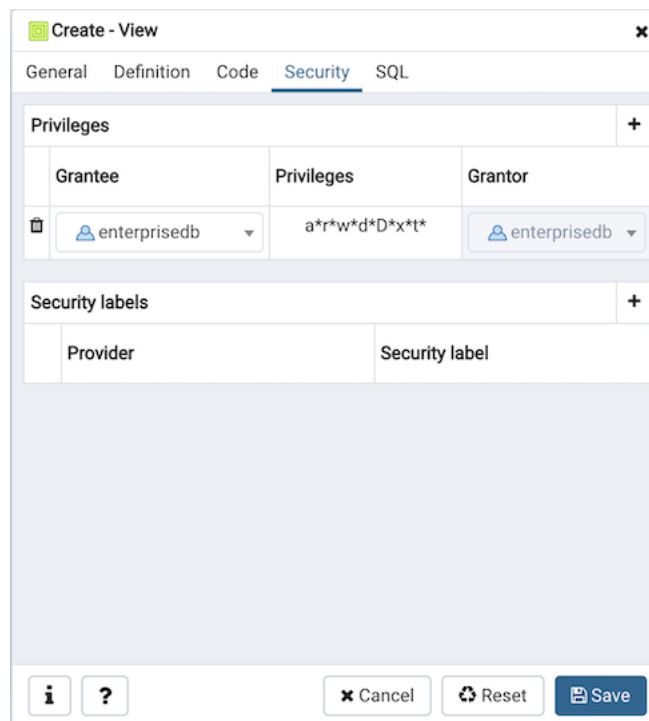 Create - View
General Definition Code Security SQL
Privileges
Grantee Privileges Grantor
enterprisedb a*r*w*d*D*x*t* enterprisedb
Security labels
Provider Security label
i ? Cancel Reset Save